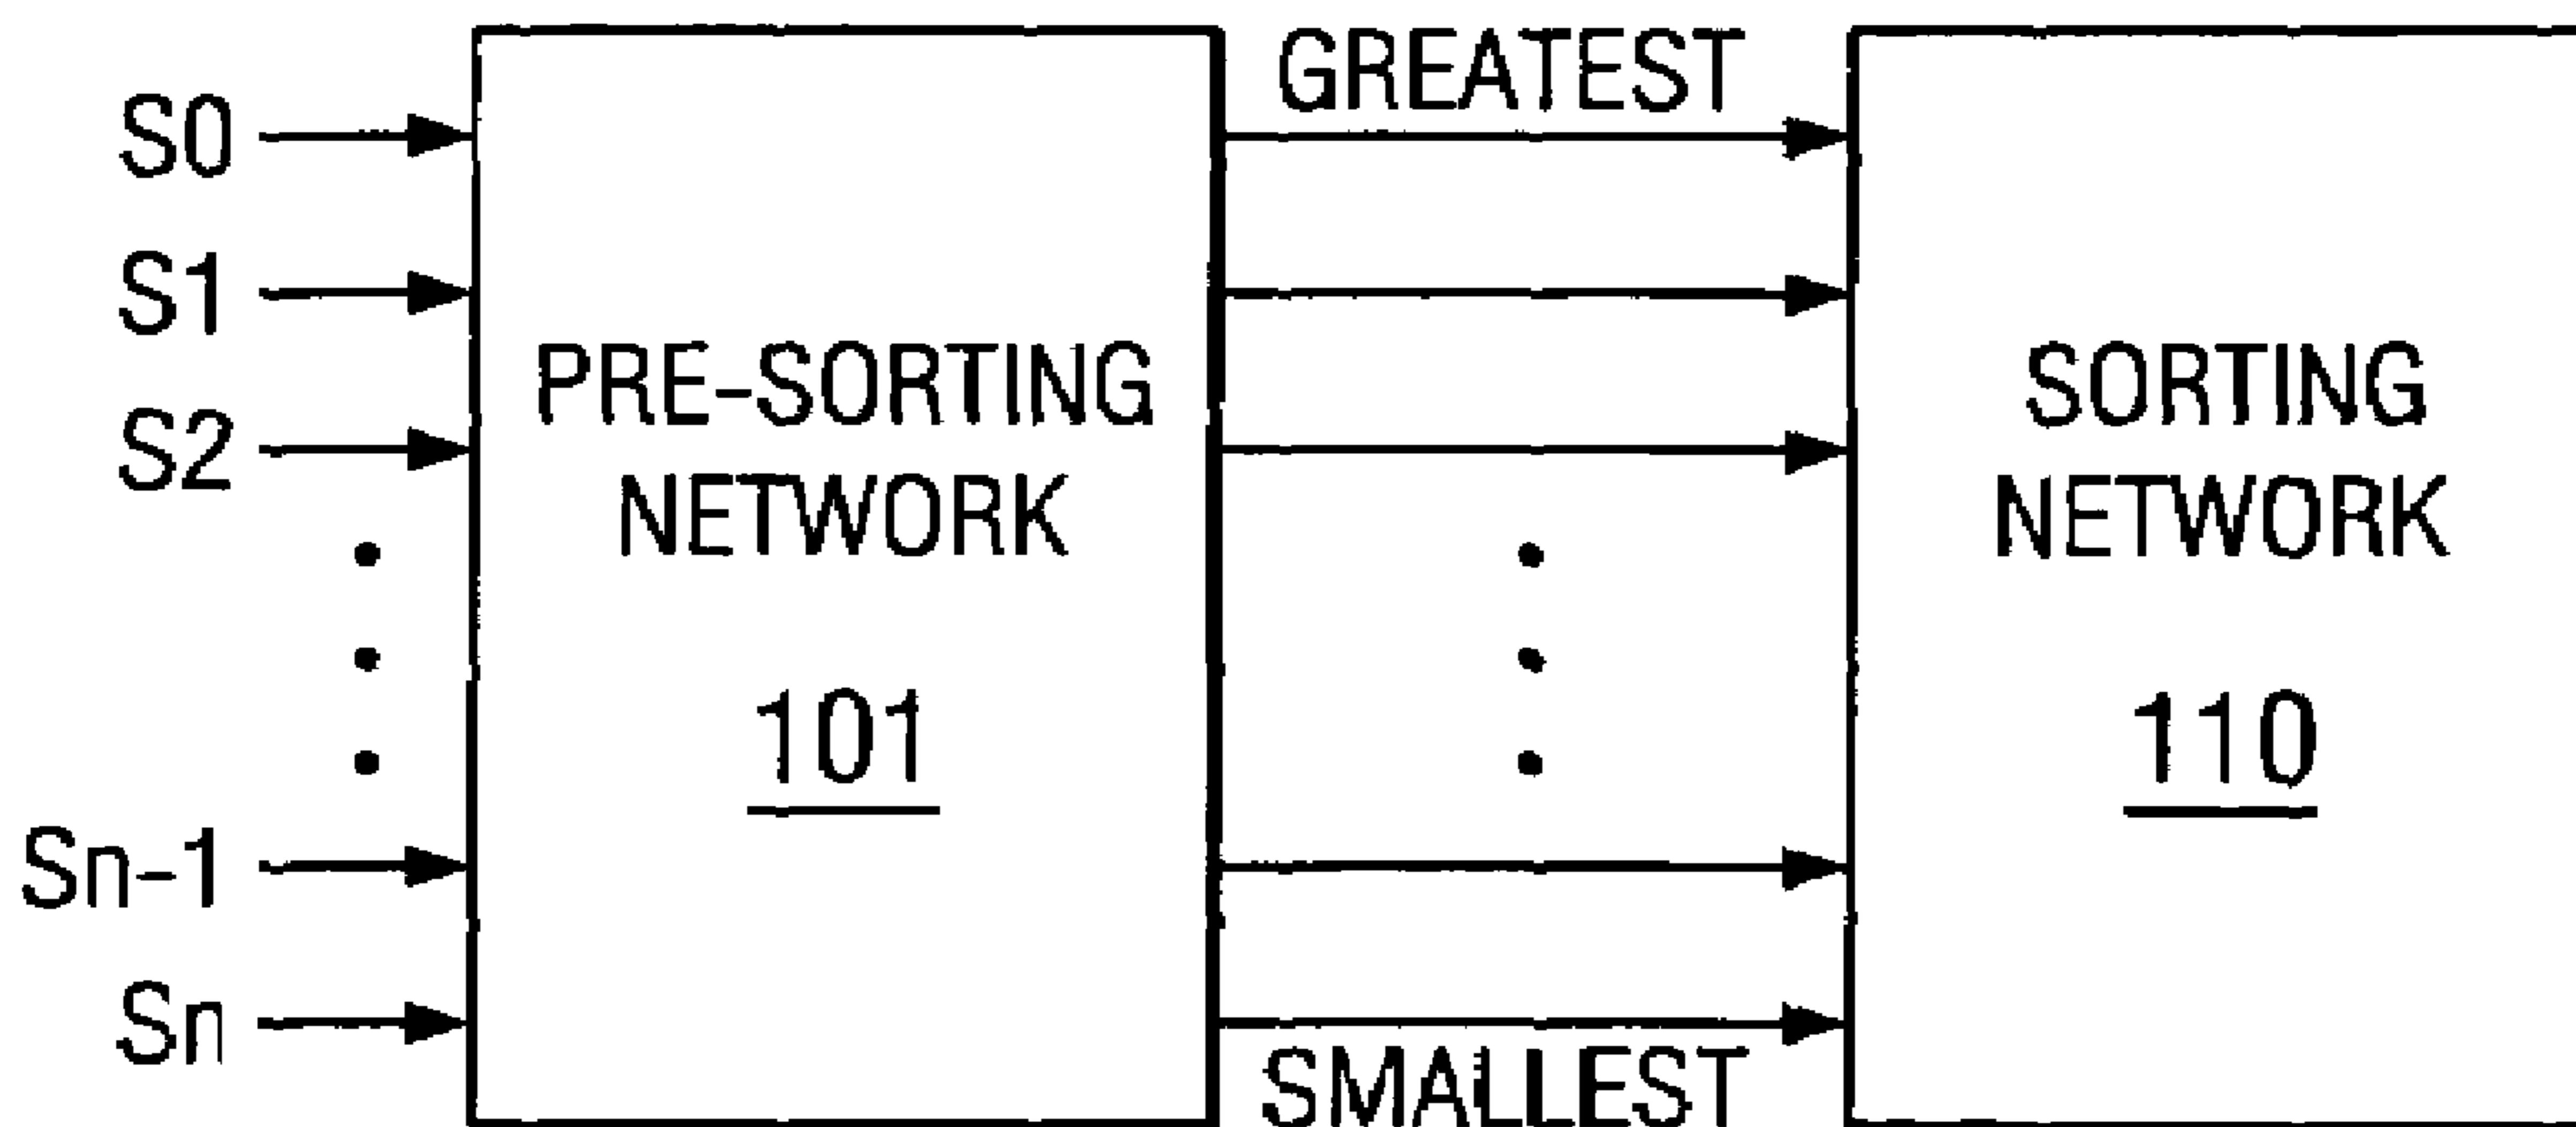 S0
S1
S2
Sn-1
Sn
PRE-SORTING
NETWORK
101
GREATEST
SMALLEST
SORTING
NETWORK
110